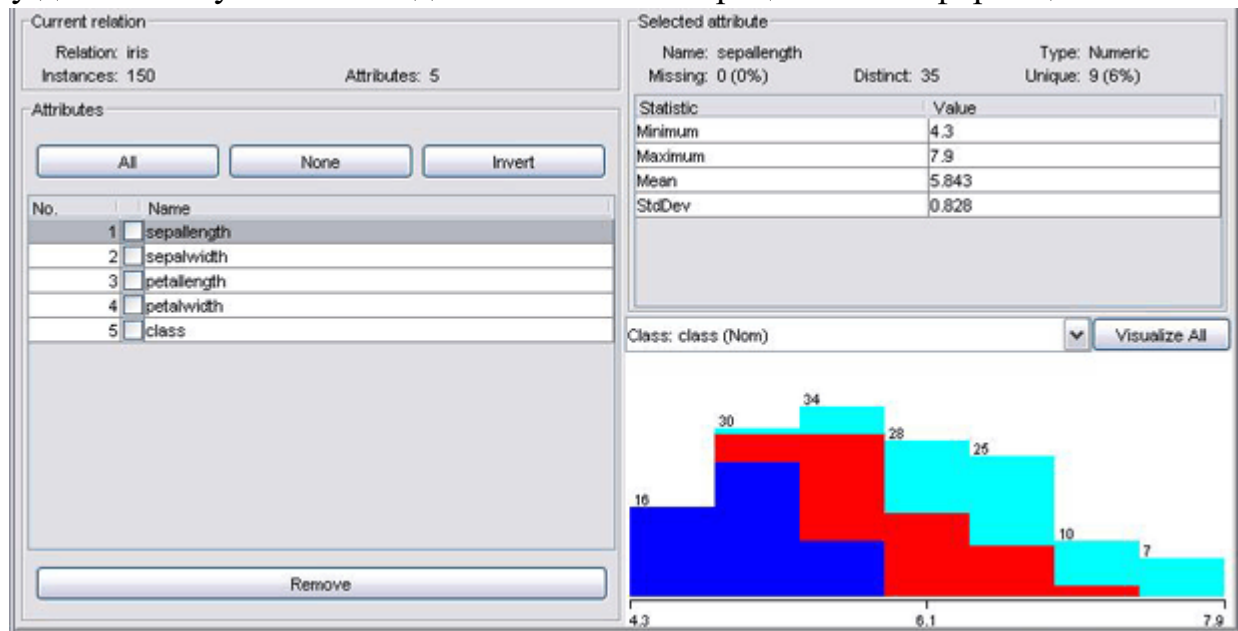 Current relation
Relation: iris
Instances: 150 Attributes: 5
Attributes
All None Invert
No. Name
1 sepallength
2 sepalwidth
3 petallength
4 petalwidth
5 class
Remove
Selected attribute
Name: sepallength Type: Numeric
Missing: 0 (0%) Distinct: 35 Unique: 9 (6%)
Statistic Value
Minimum 4.3
Maximum 7.9
Mean 5.843
StdDev 0.828
Class: class (Nom) Visualize All
16 30 34 28 25 10 7
4.3 6.1 7.9